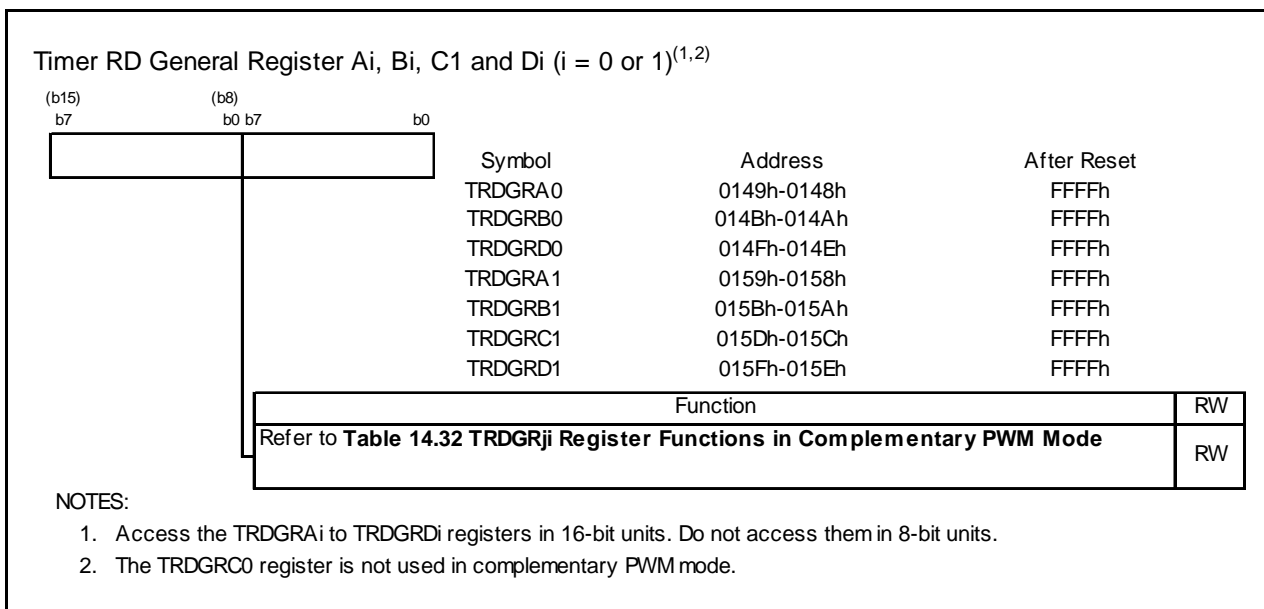 Timer RD General Register Ai, Bi, C1 and Di (i = 0 or 1)(1,2)
(b15) (b8)
b7 b0 b7 b0
Symbol Address After Reset
TRDGRA0 0149h-0148h FFFFh
TRDGRB0 014Bh-014Ah FFFFh
TRDGRD0 014Fh-014Eh FFFFh
TRDGRA1 0159h-0158h FFFFh
TRDGRB1 015Bh-015Ah FFFFh
TRDGRC1 015Dh-015Ch FFFFh
TRDGRD1 015Fh-015Eh FFFFh
Function RW
Refer to Table 14.32 TRDGRji Register Functions in Complementary PWM Mode RW
NOTES:
1. Access the TRDGRAi to TRDGRDi registers in 16-bit units. Do not access them in 8-bit units.
2. The TRDGRC0 register is not used in complementary PWM mode.